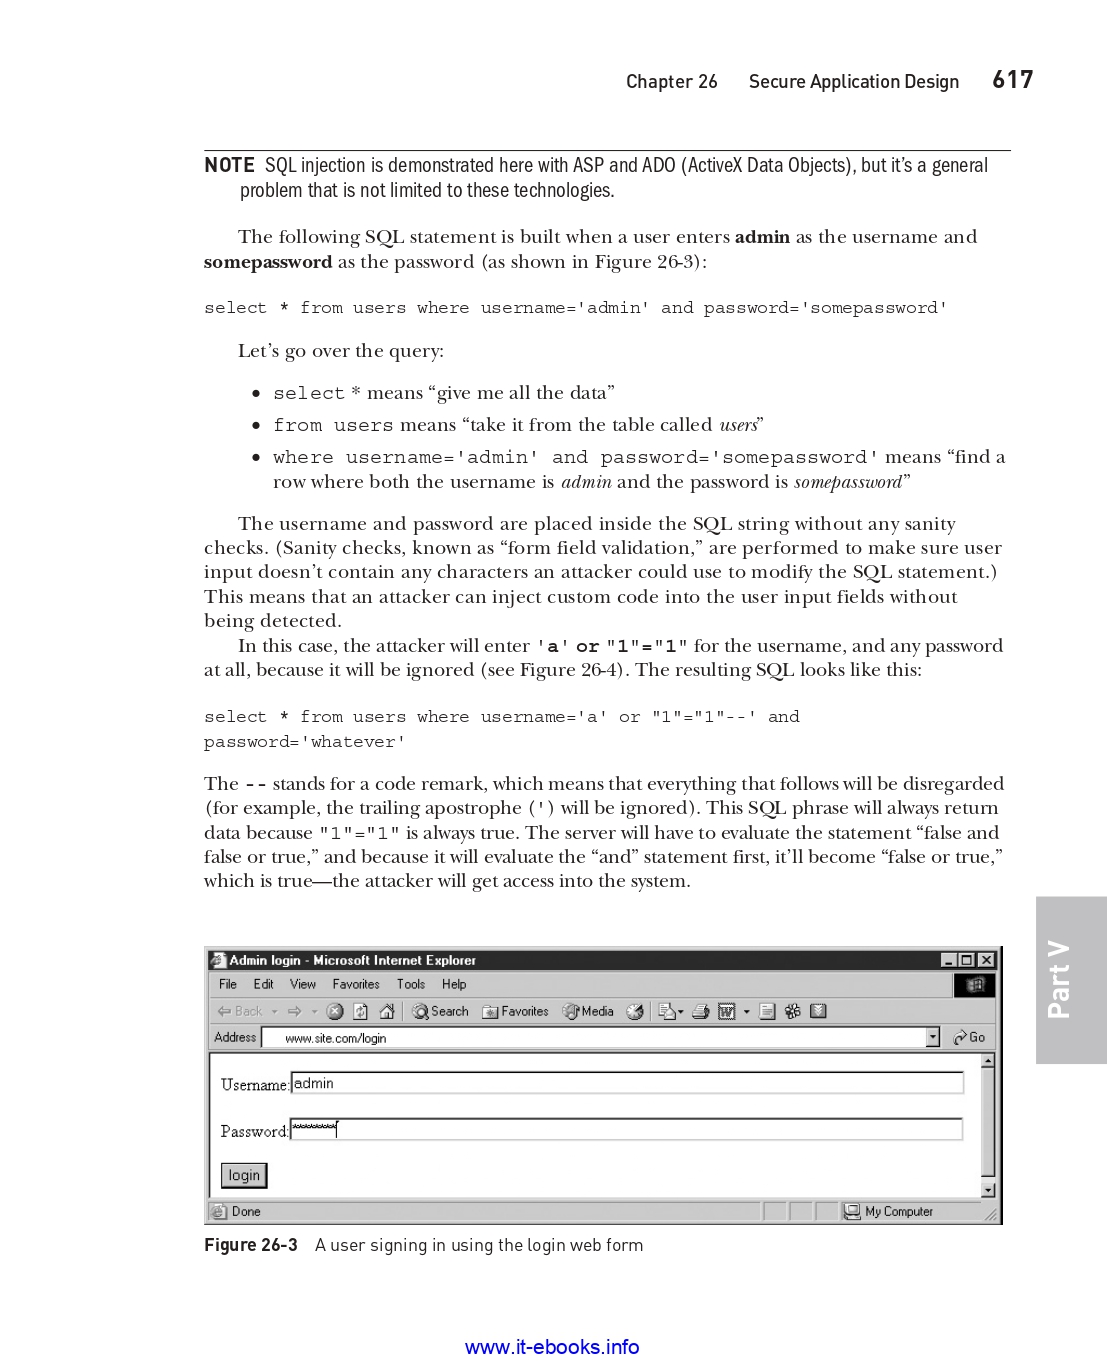 Chapter 26 Secure Application Design 617
NOTE SQL injection is demonstrated here with ASP and ADO (ActiveX Data Objects), but it's a general
problem that is not limited to these technologies.
The following SQL statement is built when a user enters admin as the username and
somepassword as the password (as shown in Figure 26-3):
select * from users where username='admin' and password='somepassword'
Let's go over the query:
• select * means “give me all the data”
• from users means “take it from the table called users”
• where username='admin' and password='somepassword' means “find a
row where both the username is admin and the password is somepassword”
The username and password are placed inside the SQL string without any sanity
checks. (Sanity checks, known as “form field validation,” are performed to make sure user
input doesn't contain any characters an attacker could use to modify the SQL statement.)
This means that an attacker can inject custom code into the user input fields without
being detected.
In this case, the attacker will enter 'a' or "1"="1" for the username, and any password
at all, because it will be ignored (see Figure 26-4). The resulting SQL looks like this:
select * from users where username='a' or "1"="1"--' and
password='whatever'
The -- stands for a code remark, which means that everything that follows will be disregarded
(for example, the trailing apostrophe (') will be ignored). This SQL phrase will always return
data because "1"="1" is always true. The server will have to evaluate the statement “false and
false or true,” and because it will evaluate the “and” statement first, it'll become “false or true,”
which is true—the attacker will get access into the system.
Part V
Admin login - Microsoft Internet Explorer
File Edit View Favorites Tools Help
Back Search Favorites Media
Address www.site.com/login Go
Username: admin
Password:
login
Done My Computer
Figure 26-3 A user signing in using the login web form
www.it-ebooks.info